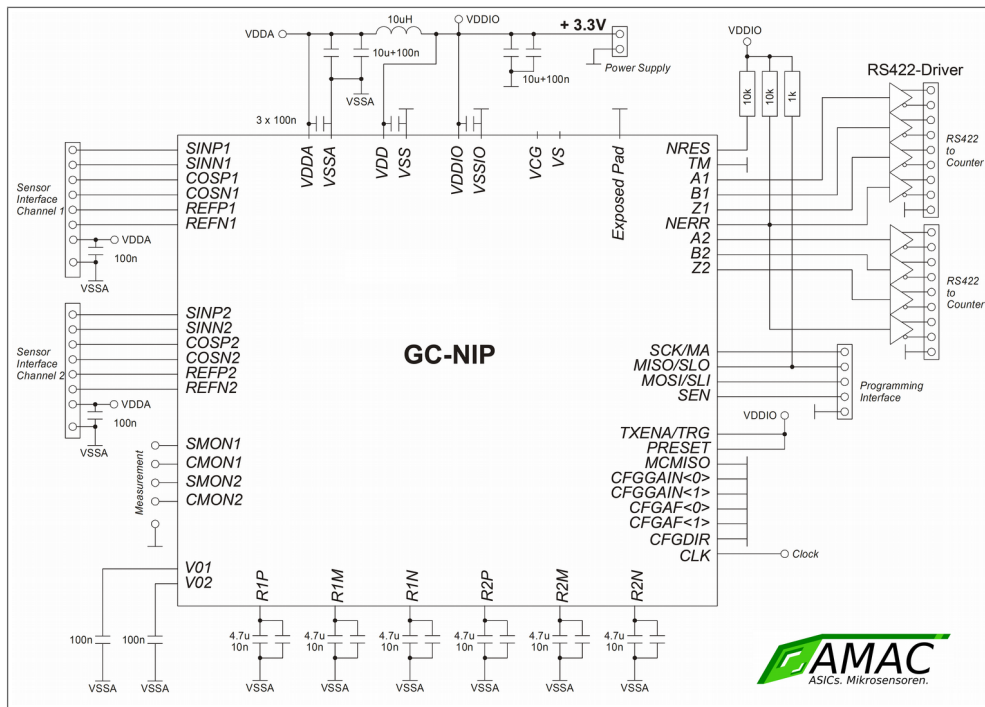 VDDA
10uH
VDDIO
+ 3.3V
10u+100n
VSSA
10u+100n
Power Supply
3 x 100n
VDDIO
10k
10k
1k
RS422-Driver
RS422
to
Counter
VDDA
VSSA
VDD
VSS
VDDIO
VSSIO
VCG
VS
Exposed Pad
Sensor
Interface
Channel 1
SINP1
SINN1
COSP1
COSN1
REFP1
REFN1
VDDA
100n
VSSA
NRES
TM
A1
B1
Z1
NERR
A2
B2
Z2
RS422
to
Counter
Sensor
Interface
Channel 2
SINP2
SINN2
COSP2
COSN2
REFP2
REFN2
VDDA
100n
VSSA
GC-NIP
SCK/MA
MISO/SLO
MOSI/SLI
SEN
Programming
Interface
VDDIO
TXENA/TRG
PRESET
MCMISO
CFGGAIN<0>
CFGGAIN<1>
CFGAF<0>
CFGAF<1>
CFGDIR
CLK
Clock
Measurement
SMON1
CMON1
SMON2
CMON2
V01
V02
100n
100n
VSSA
VSSA
R1P
R1M
R1N
R2P
R2M
R2N
4.7u
10n
4.7u
10n
4.7u
10n
4.7u
10n
4.7u
10n
4.7u
10n
VSSA
VSSA
VSSA
VSSA
VSSA
VSSA
AMAC
ASICs. Mikrosensoren.